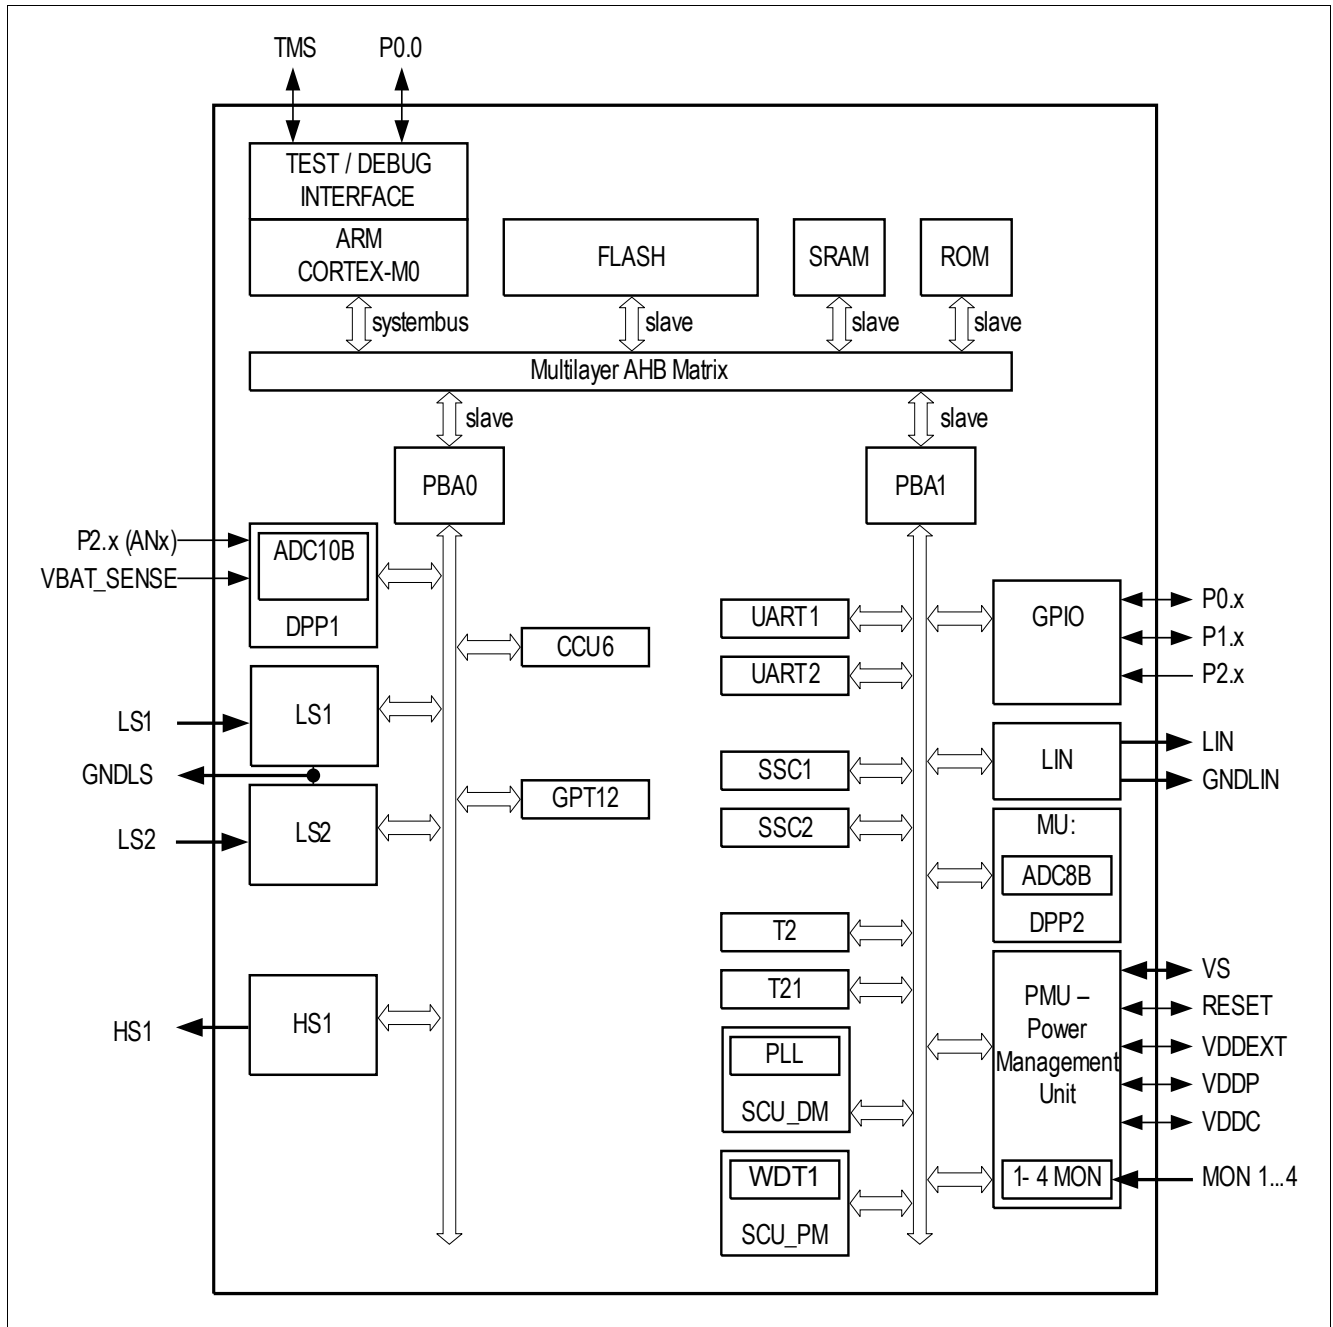 TMS P0.0
TEST / DEBUG
INTERFACE
ARM
CORTEX-M0
FLASH
SRAM
ROM
systembus
slave
slave
slave
Multilayer AHB Matrix
slave
slave
PBA0
PBA1
P2.x (ANx)
VBAT_SENSE
ADC10B
DPP1
CCU6
LS1
LS1
GNDLS
LS2
LS2
GPT12
HS1
HS1
UART1
UART2
SSC1
SSC2
T2
T21
PLL
SCU_DM
WDT1
SCU_PM
GPIO
P0.x
P1.x
P2.x
LIN
LIN
GNDLIN
MU:
ADC8B
DPP2
PMU –
Power
Management
Unit
1- 4 MON
VS
RESET
VDDEXT
VDDP
VDDC
MON 1...4